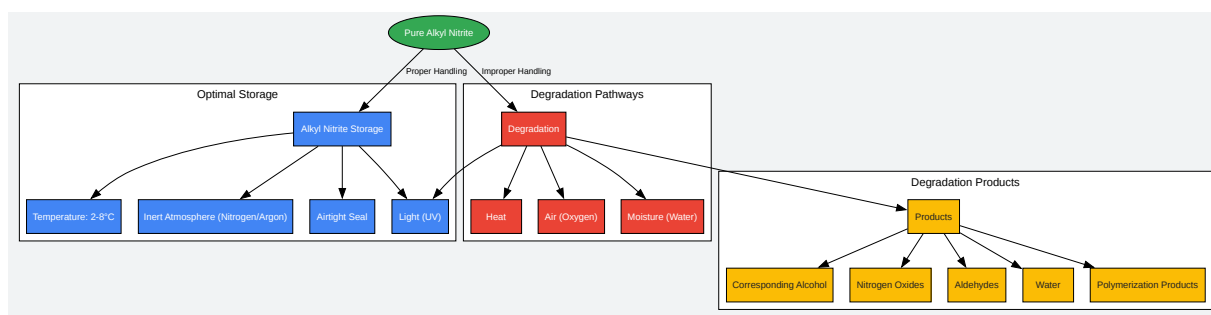 Pure Alkyl Nitrite
Proper Handling
Improper Handling
Optimal Storage
Degradation Pathways
Alkyl Nitrite Storage
Degradation
Degradation Products
Temperature: 2-8°C
Inert Atmosphere (Nitrogen/Argon)
Airtight Seal
Light (UV)
Heat
Air (Oxygen)
Moisture (Water)
Products
Corresponding Alcohol
Nitrogen Oxides
Aldehydes
Water
Polymerization Products